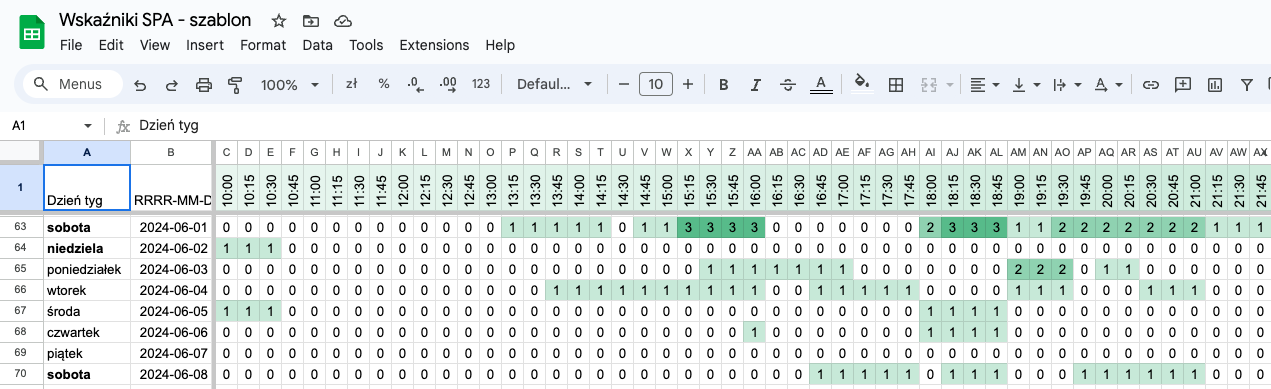 Wskaźniki SPA - szablon
File Edit View Insert Format Data Tools Extensions Help
Menus 100% zł % .0 .00 123 Defaul... 10 B I S A
A1 fx Dzień tyg
A B C D E F G H I J K L M N O P Q R S T U V W X Y Z AA AB AC AD AE AF AG AH AI AJ AK AL AM AN AO AP AQ AR AS AT AU AV AW AX
1 Dzień tyg RRRR-MM-D 10:00 10:15 10:30 10:45 11:00 11:15 11:30 11:45 12:00 12:15 12:30 12:45 13:00 13:15 13:30 13:45 14:00 14:15 14:30 14:45 15:00 15:15 15:30 15:45 16:00 16:15 16:30 16:45 17:00 17:15 17:30 17:45 18:00 18:15 18:30 18:45 19:00 19:15 19:30 19:45 20:00 20:15 20:30 20:45 21:00 21:15 21:30 21:45
63 sobota 2024-06-01 0 0 0 0 0 0 0 0 0 0 0 0 0 1 1 1 1 1 0 1 1 3 3 3 3 0 0 0 0 0 0 0 2 3 3 3 1 1 2 2 2 2 2 2 2 1 1 1
64 niedziela 2024-06-02 1 1 1 0 0 0 0 0 0 0 0 0 0 0 0 0 0 0 0 0 0 0 0 0 0 0 0 0 0 0 0 0 0 0 0 0 0 0 0 0 0 0 0 0 0 0 0 0
65 poniedziałek 2024-06-03 0 0 0 0 0 0 0 0 0 0 0 0 0 0 0 0 0 0 0 0 0 0 1 1 1 1 1 1 1 0 0 0 0 0 0 0 2 2 2 0 1 1 0 0 0 0 0 0
66 wtorek 2024-06-04 0 0 0 0 0 0 0 0 0 0 0 0 0 0 0 1 1 1 1 1 1 1 1 1 1 0 0 1 1 1 1 1 0 0 0 0 1 1 1 0 0 0 1 1 1 0 0 0
67 środa 2024-06-05 1 1 1 0 0 0 0 0 0 0 0 0 0 0 0 0 0 0 0 0 0 0 0 0 0 0 0 0 0 0 0 0 1 1 1 1 0 0 0 0 0 0 0 0 0 0 0 0
68 czwartek 2024-06-06 0 0 0 0 0 0 0 0 0 0 0 0 0 0 0 0 0 0 0 0 0 0 0 0 1 0 0 0 0 0 0 0 1 1 1 1 0 0 0 0 0 0 0 0 0 0 0 0
69 piątek 2024-06-07 0 0 0 0 0 0 0 0 0 0 0 0 0 0 0 0 0 0 0 0 0 0 0 0 0 0 0 0 0 0 0 0 0 0 0 0 0 0 0 0 0 0 0 0 0 0 0 0
70 sobota 2024-06-08 0 0 0 0 0 0 0 0 0 0 0 0 0 0 0 0 0 0 0 0 0 0 0 0 0 0 0 1 1 1 1 1 0 1 1 1 0 0 0 1 1 1 1 1 1 0 0 0